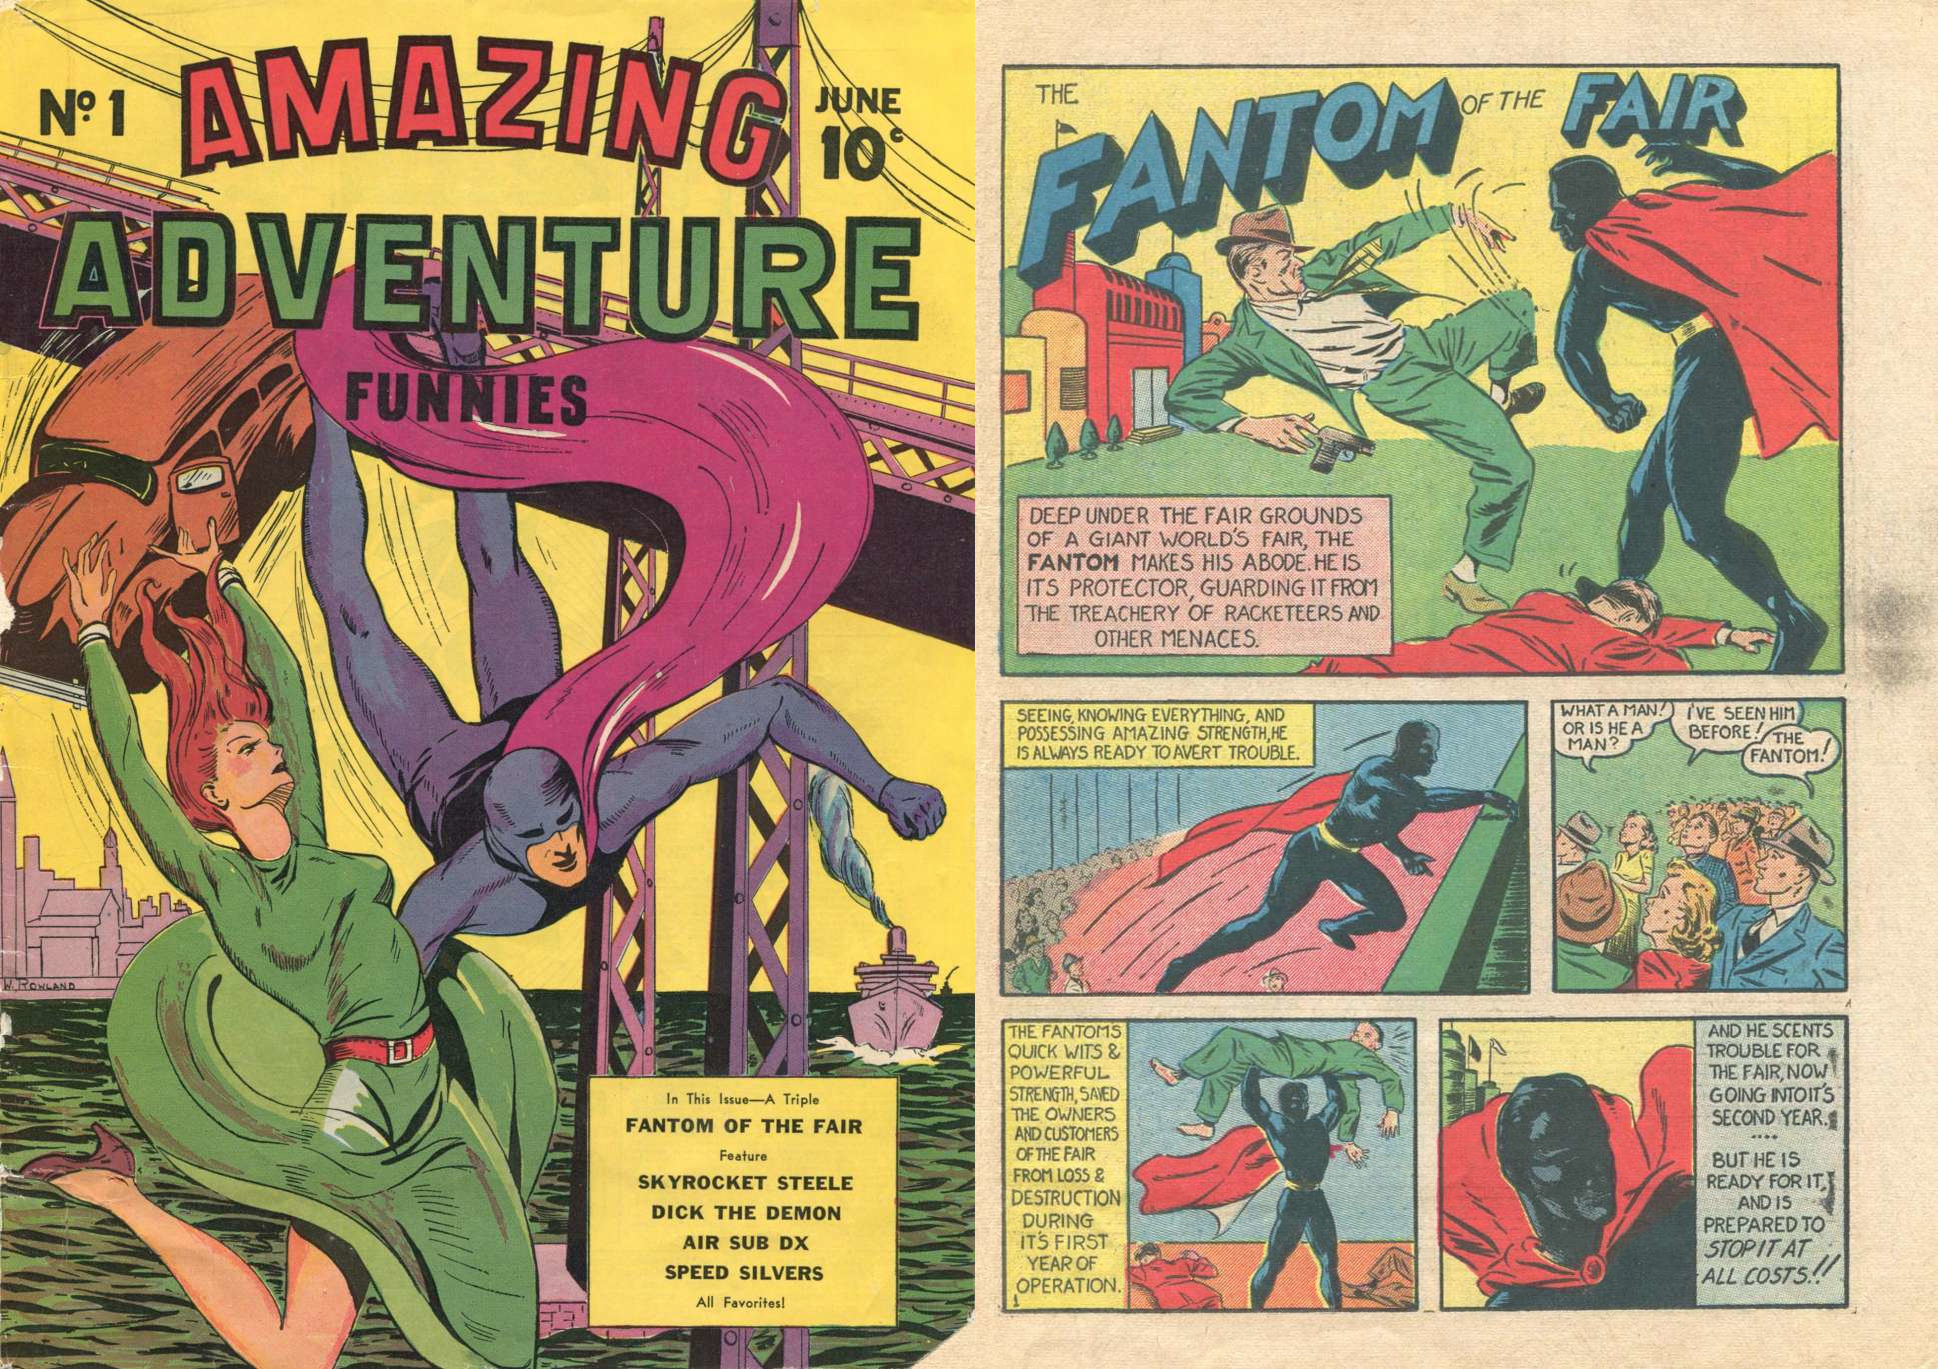 No. 1
AMAZING
JUNE
10c
ADVENTURE
FUNNIES
W. ROWLAND
In This Issue—A Triple
FANTOM OF THE FAIR
Feature
SKYROCKET STEELE
DICK THE DEMON
AIR SUB DX
SPEED SILVERS
All Favorites!
THE
FANTOM OF THE FAIR
DEEP UNDER THE FAIR GROUNDS
OF A GIANT WORLD'S FAIR, THE
FANTOM MAKES HIS ABODE. HE IS
ITS PROTECTOR, GUARDING IT FROM
THE TREACHERY OF RACKETEERS AND
OTHER MENACES.
SEEING, KNOWING EVERYTHING, AND
POSSESSING AMAZING STRENGTH, HE
IS ALWAYS READY TO AVERT TROUBLE.
WHAT A MAN!
OR IS HE A
MAN?
I'VE SEEN HIM
BEFORE!
THE
FANTOM!
THE FANTOMS
QUICK WITS &
POWERFUL
STRENGTH, SAVED
THE OWNERS
AND CUSTOMERS
OF THE FAIR
FROM LOSS &
DESTRUCTION
DURING
IT'S FIRST
YEAR OF
OPERATION.
1
AND HE SCENTS
TROUBLE FOR
THE FAIR, NOW
GOING INTO IT'S
SECOND YEAR.
....
BUT HE IS
READY FOR IT,
AND IS
PREPARED TO
STOP IT AT
ALL COSTS!!